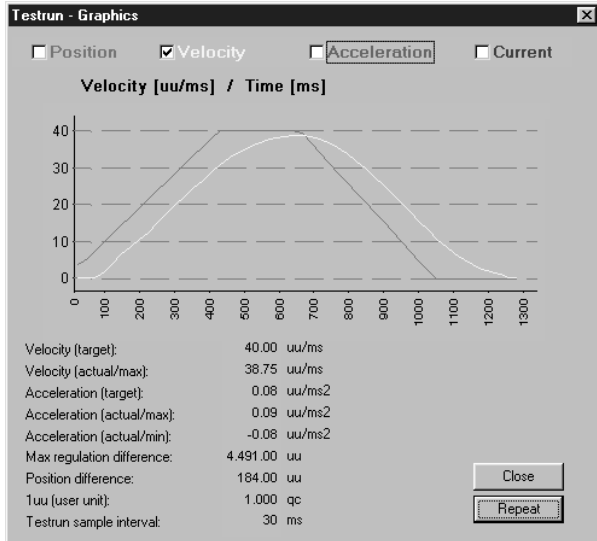 Testrun - Graphics
Position Velocity Acceleration Current
Velocity [uu/ms] / Time [ms]
40
30
20
10
0
0 100 200 300 400 500 600 700 800 900 1000 1100 1200 1300
Velocity (target): 40.00 uu/ms
Velocity (actual/max): 38.75 uu/ms
Acceleration (target): 0.08 uu/ms2
Acceleration (actual/max): 0.09 uu/ms2
Acceleration (actual/min): -0.08 uu/ms2
Max regulation difference: 4.491.00 uu
Position difference: 184.00 uu
1uu (user unit): 1.000 qc
Testrun sample interval: 30 ms
Close
Repeat